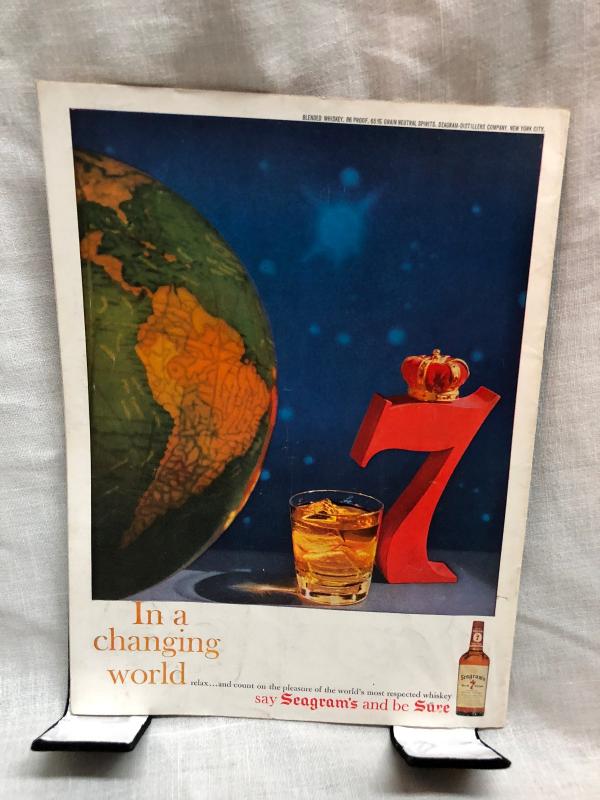 BLENDED WHISKEY. 86 PROOF. 65% GRAIN NEUTRAL SPIRITS. SEAGRAM-DISTILLERS COMPANY, NEW YORK CITY.
7
In a
changing
world
relax...and count on the pleasure of the world's most respected whiskey
say Seagram's and be Sure
7
Seagram's
7